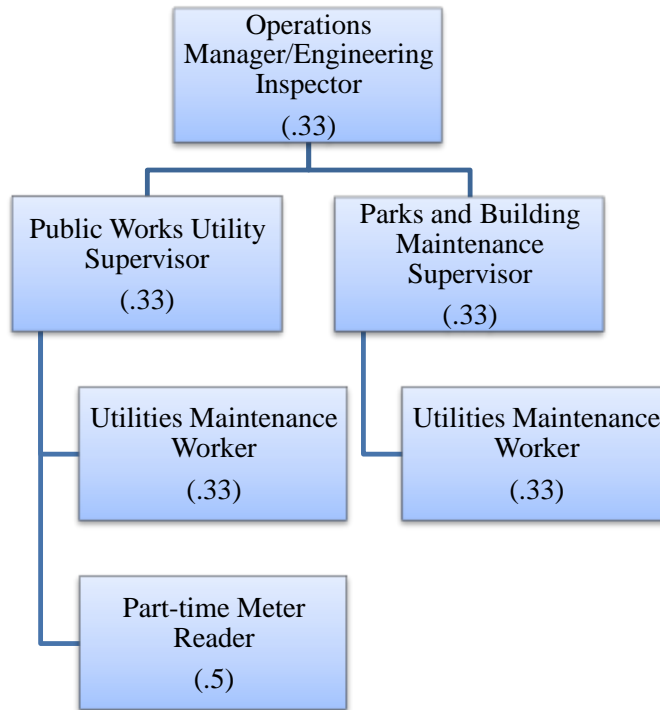 Operations
Manager/Engineering
Inspector
(.33)
Public Works Utility
Supervisor
(.33)
Parks and Building
Maintenance
Supervisor
(.33)
Utilities Maintenance
Worker
(.33)
Utilities Maintenance
Worker
(.33)
Part-time Meter
Reader
(.5)